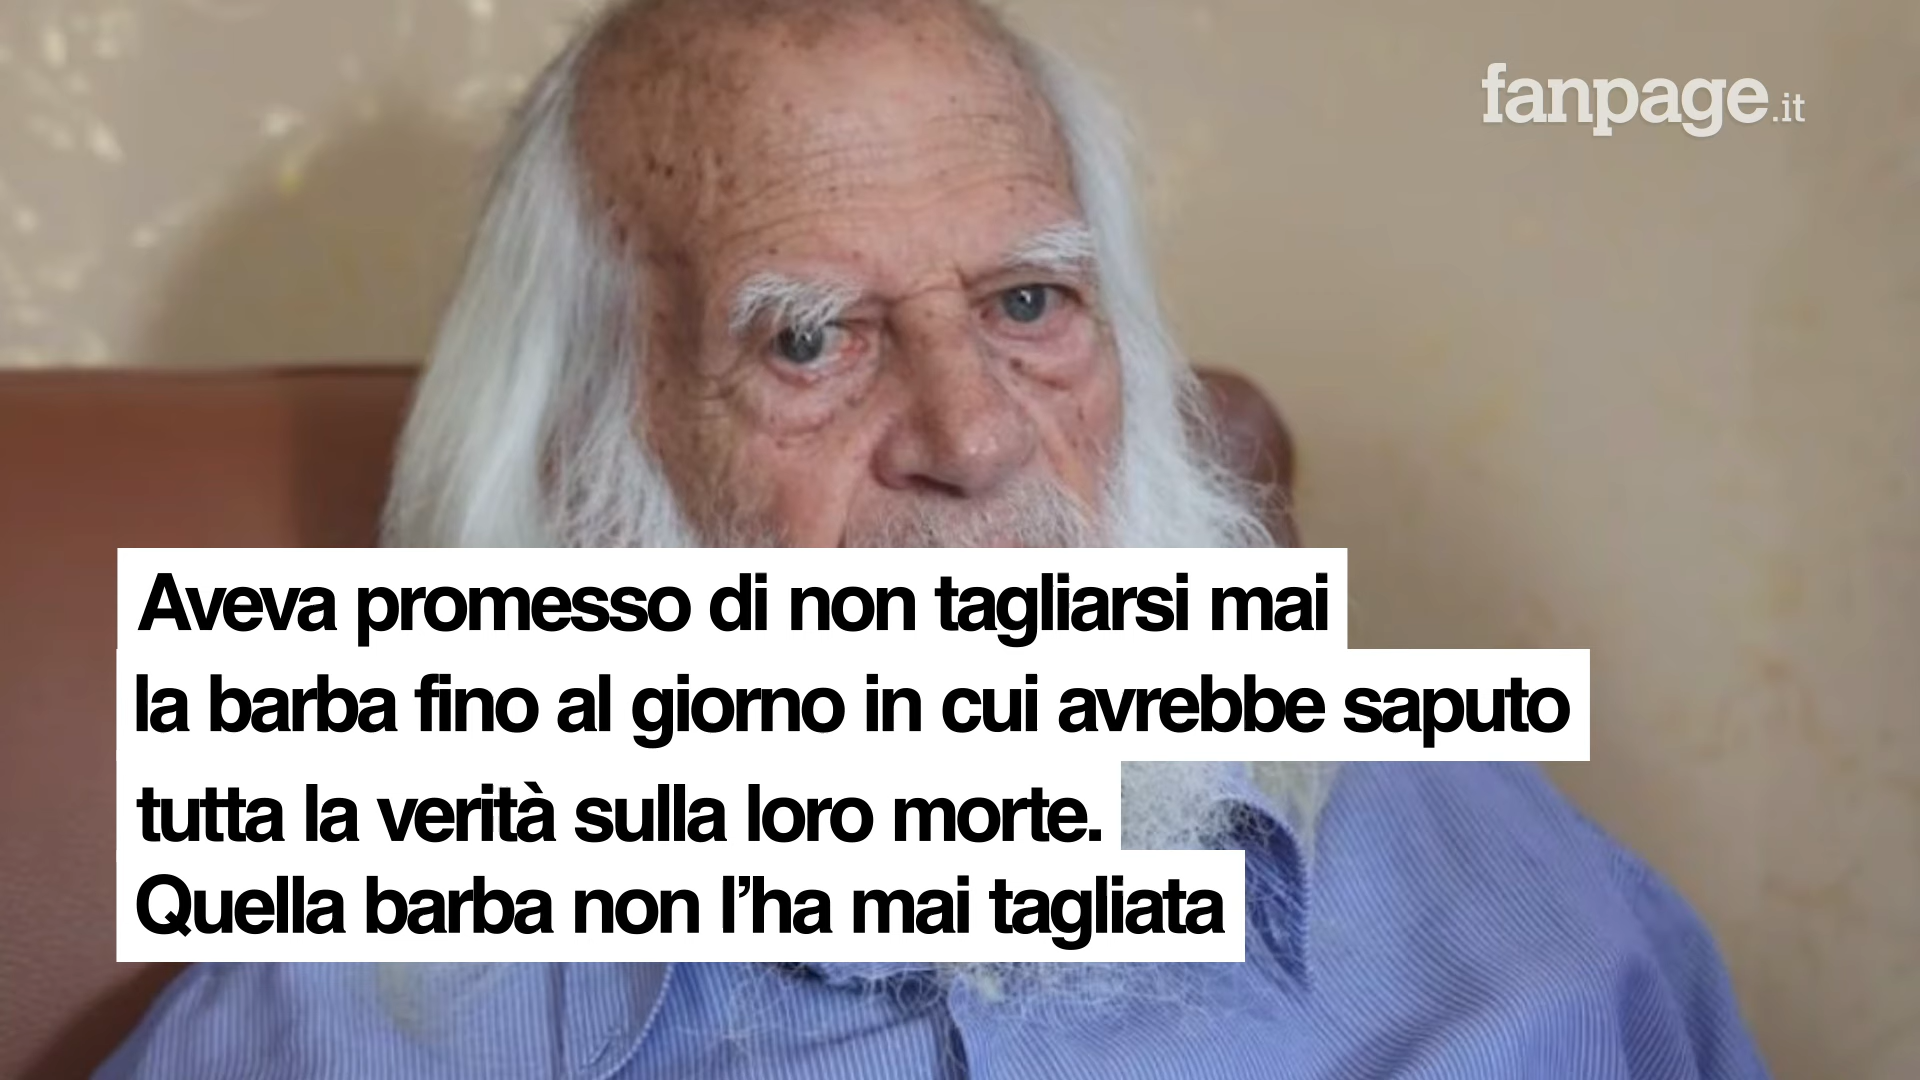 fanpage.it
Aveva promesso di non tagliarsi mai
la barba fino al giorno in cui avrebbe saputo
tutta la verità sulla loro morte.
Quella barba non l’ha mai tagliata